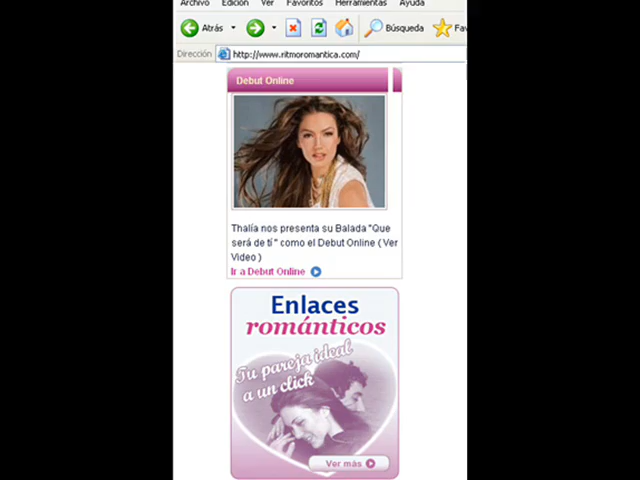 Archivo Edición Ver Favoritos Herramientas Ayuda
Atrás Búsqueda Fav
Dirección http://www.ritmoromantica.com/
Debut Online
Thalía nos presenta su Balada "Que
será de tí" como el Debut Online ( Ver
Video )
Ir a Debut Online
Enlaces
románticos
Tu pareja ideal
a un click
Ver más